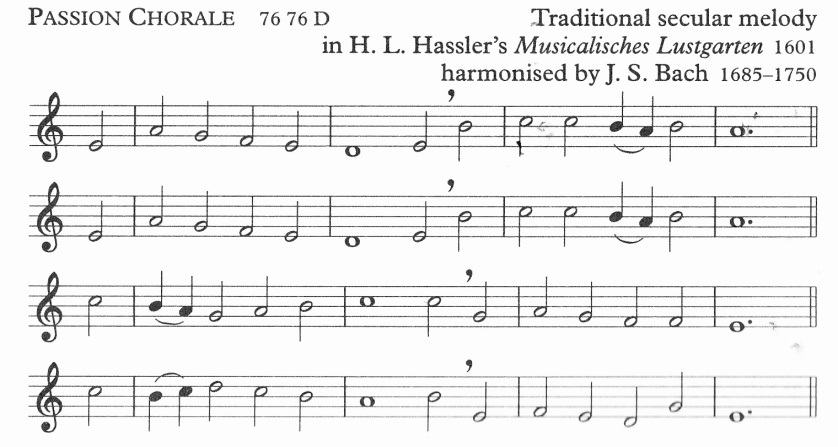 PASSION CHORALE 76 76 D
Traditional secular melody
in H. L. Hassler's Musicalisches Lustgarten 1601
harmonised by J. S. Bach 1685–1750